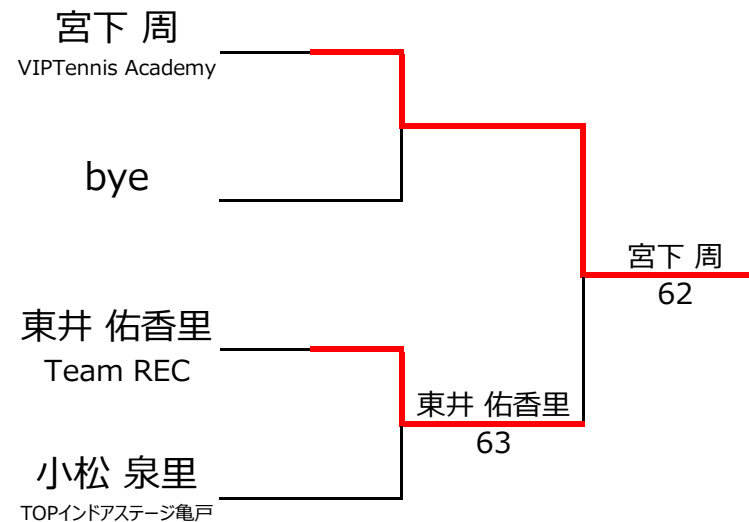 宮下 周
VIPTennis Academy
bye
東井 佑香里
Team REC
小松 泉里
TOPインドアステージ亀戸
東井 佑香里
63
宮下 周
62